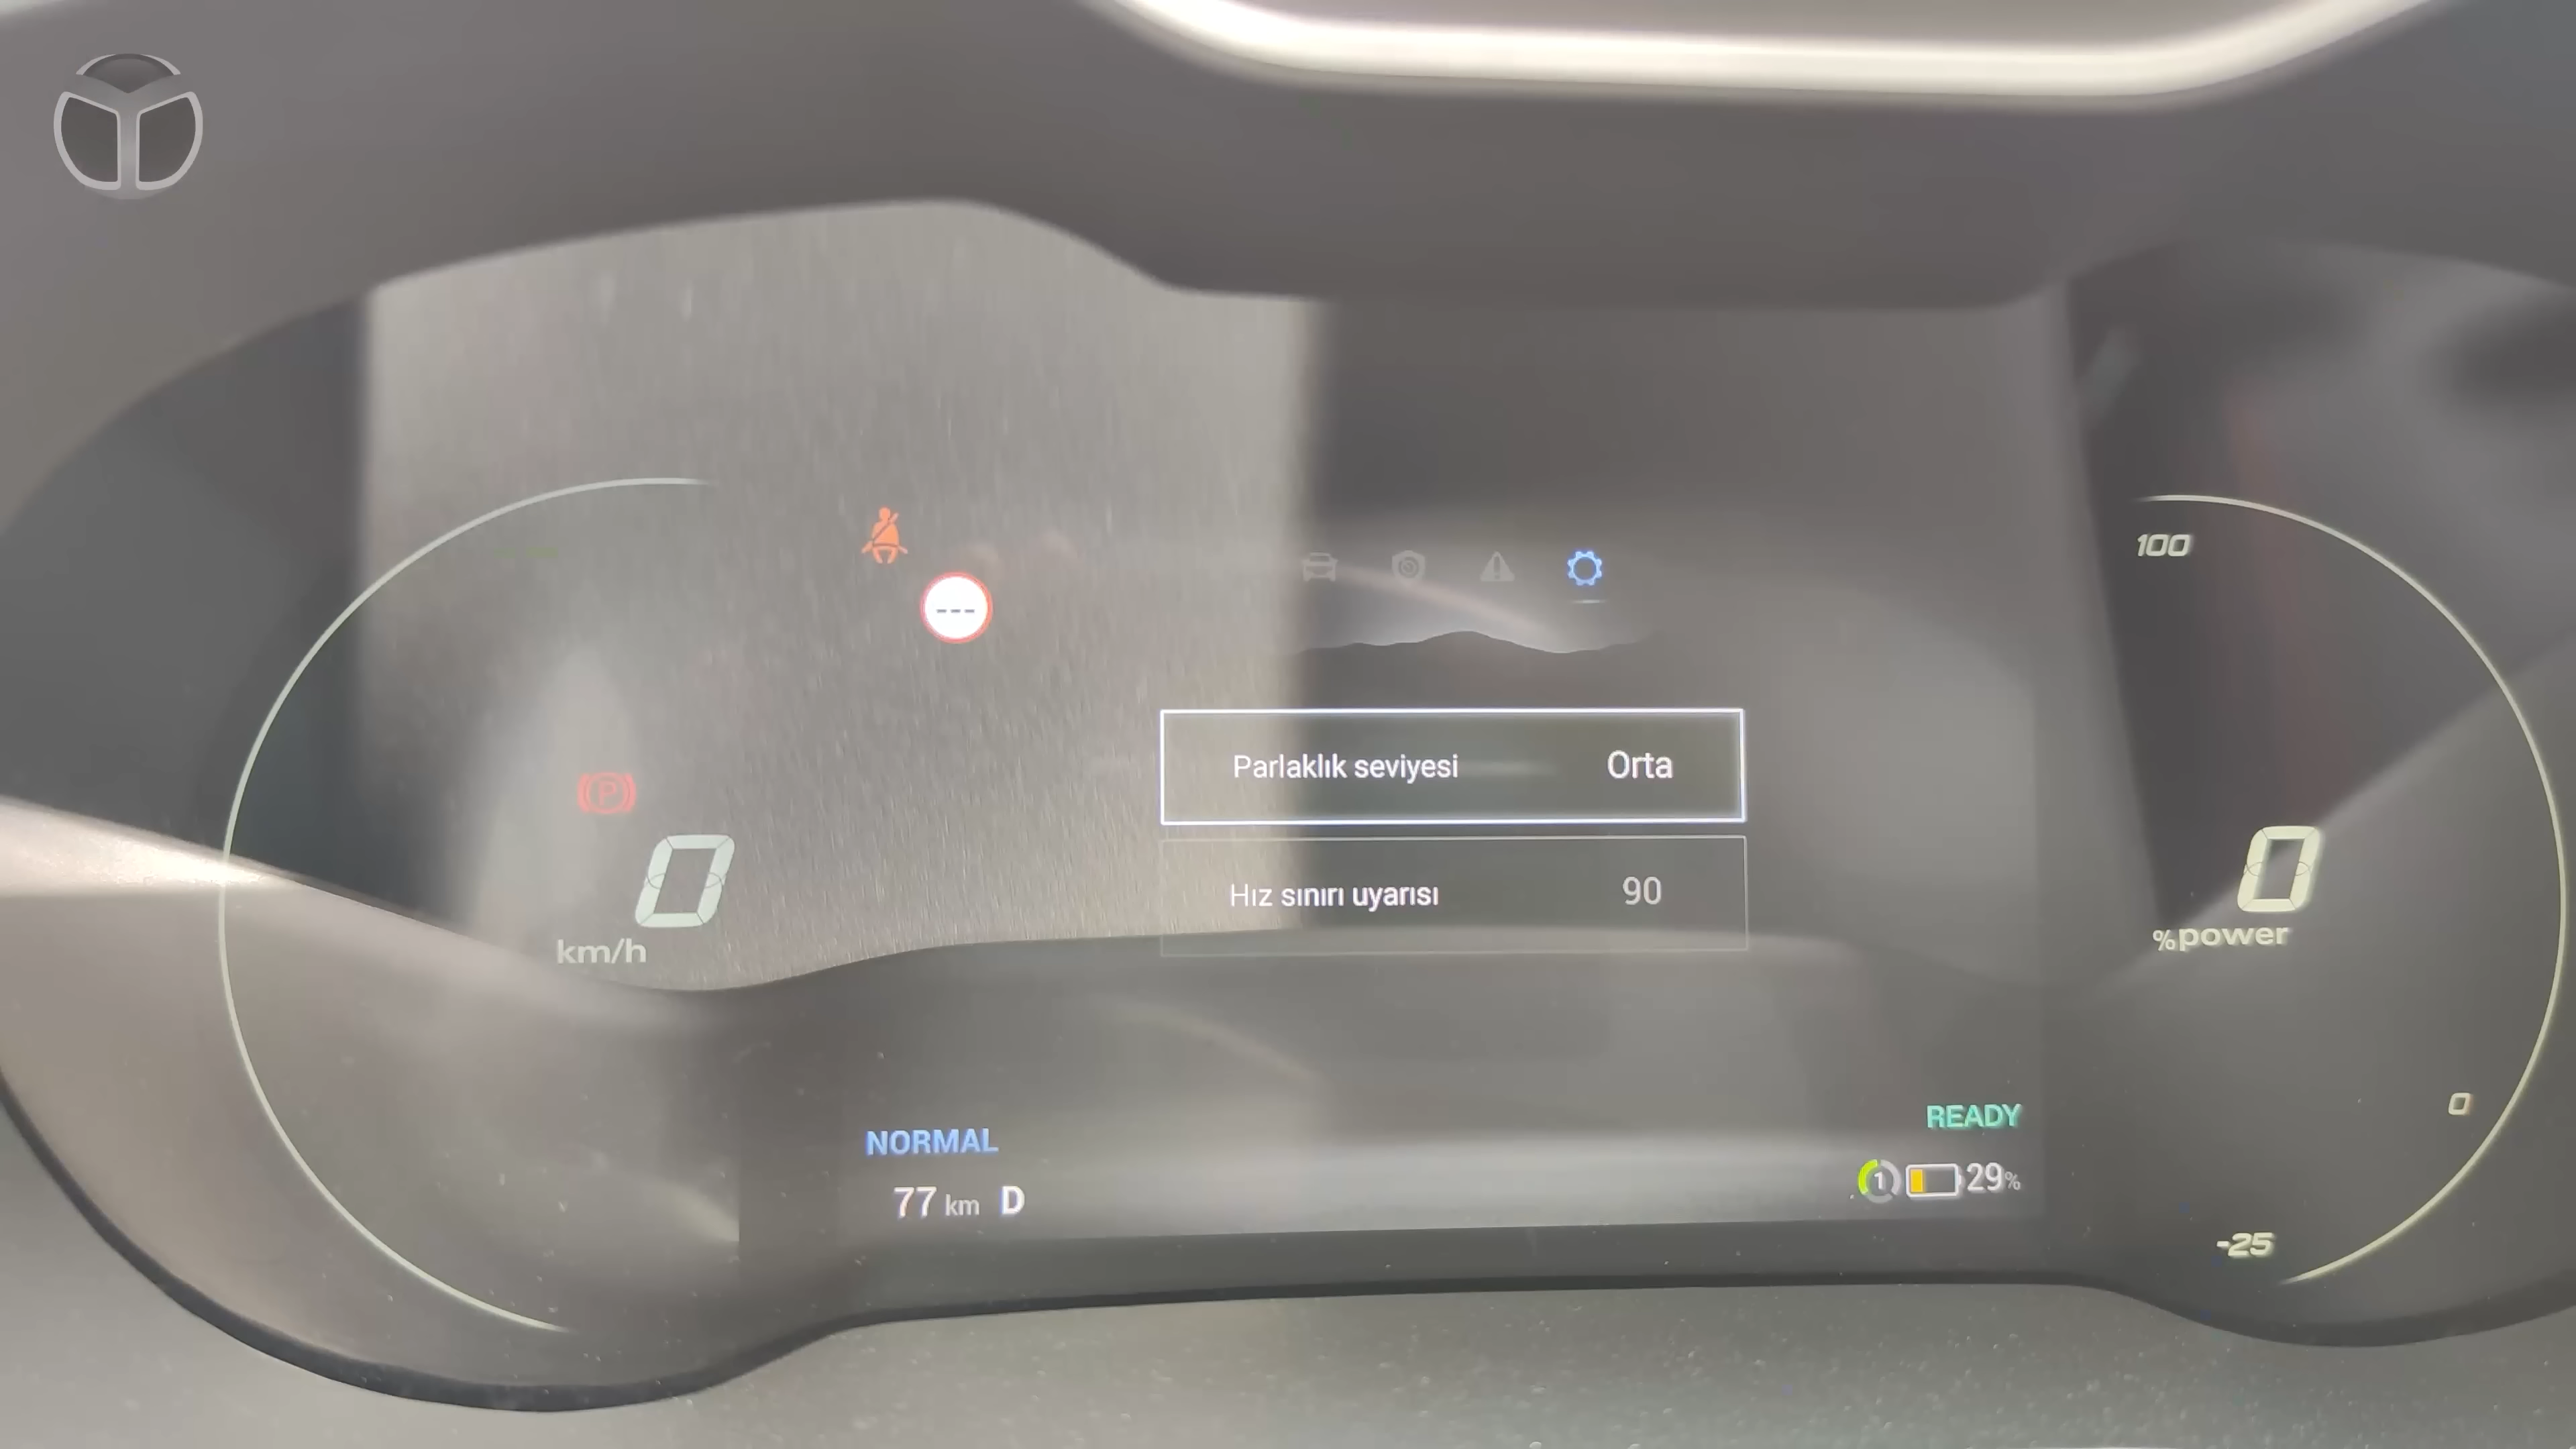 100
---
Parlaklık seviyesi Orta
P
0
km/h
Hız sınırı uyarısı 90
0
%power
0
READY
NORMAL
77 km D
1 29%
-25